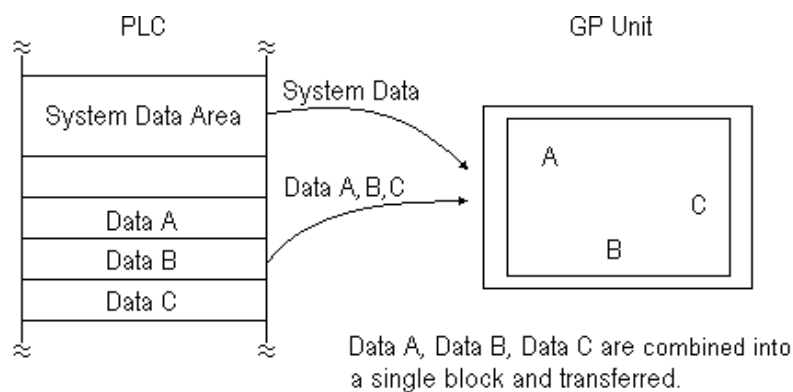 PLC
GP Unit
System Data Area
System Data
Data A, B, C
Data A
Data B
Data C
A
C
B
Data A, Data B, Data C are combined into
a single block and transferred.